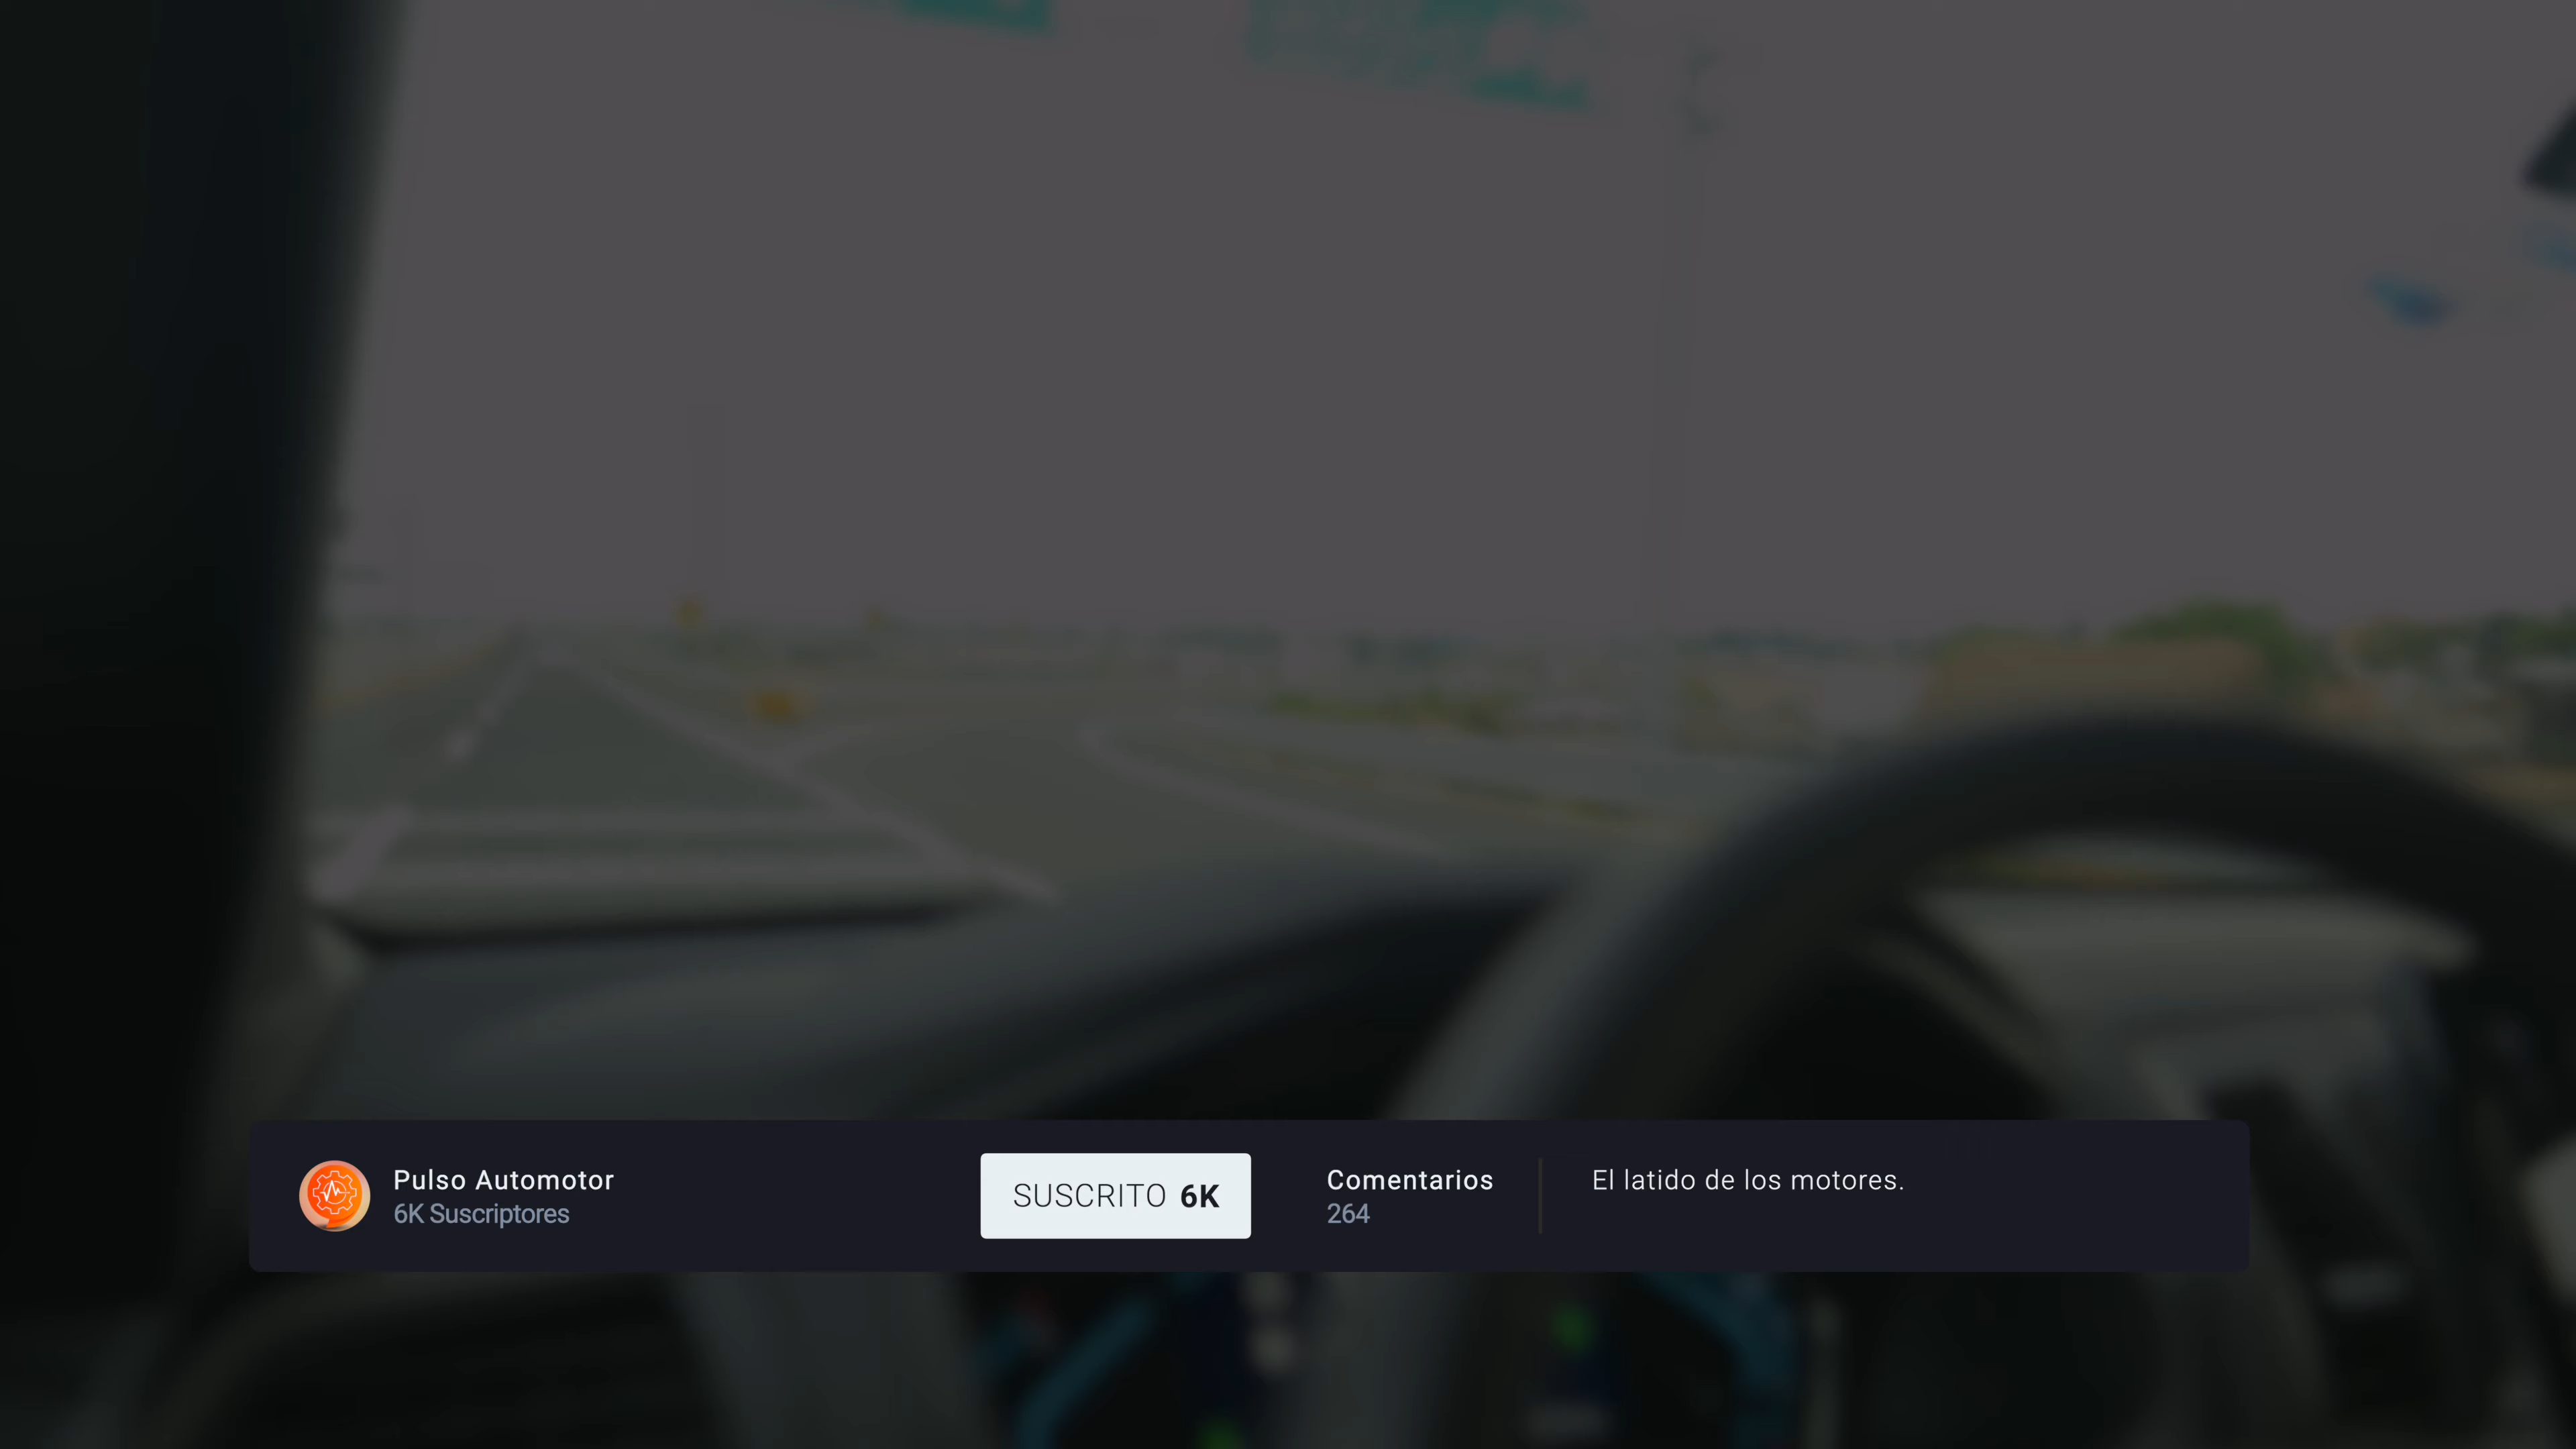 Pulso Automotor
6K Suscriptores
SUSCRITO 6K
Comentarios
264
El latido de los motores.